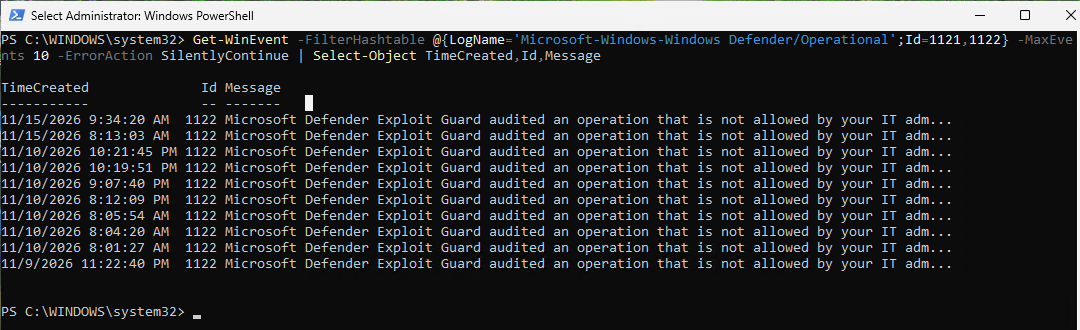 Select Administrator: Windows PowerShell
PS C:\WINDOWS\system32> Get-WinEvent -FilterHashtable @{LogName='Microsoft-Windows-Windows Defender/Operational';Id=1121,1122} -MaxEve
nts 10 -ErrorAction SilentlyContinue | Select-Object TimeCreated,Id,Message
TimeCreated              Id Message
-----------              -- -------
11/15/2026 9:34:20 AM  1122 Microsoft Defender Exploit Guard audited an operation that is not allowed by your IT adm...
11/15/2026 8:13:03 AM  1122 Microsoft Defender Exploit Guard audited an operation that is not allowed by your IT adm...
11/10/2026 10:21:45 PM 1122 Microsoft Defender Exploit Guard audited an operation that is not allowed by your IT adm...
11/10/2026 10:19:51 PM 1122 Microsoft Defender Exploit Guard audited an operation that is not allowed by your IT adm...
11/10/2026 9:07:40 PM  1122 Microsoft Defender Exploit Guard audited an operation that is not allowed by your IT adm...
11/10/2026 8:12:09 PM  1122 Microsoft Defender Exploit Guard audited an operation that is not allowed by your IT adm...
11/10/2026 8:05:54 AM  1122 Microsoft Defender Exploit Guard audited an operation that is not allowed by your IT adm...
11/10/2026 8:04:20 AM  1122 Microsoft Defender Exploit Guard audited an operation that is not allowed by your IT adm...
11/10/2026 8:01:27 AM  1122 Microsoft Defender Exploit Guard audited an operation that is not allowed by your IT adm...
11/9/2026 11:22:40 PM  1122 Microsoft Defender Exploit Guard audited an operation that is not allowed by your IT adm...
PS C:\WINDOWS\system32>